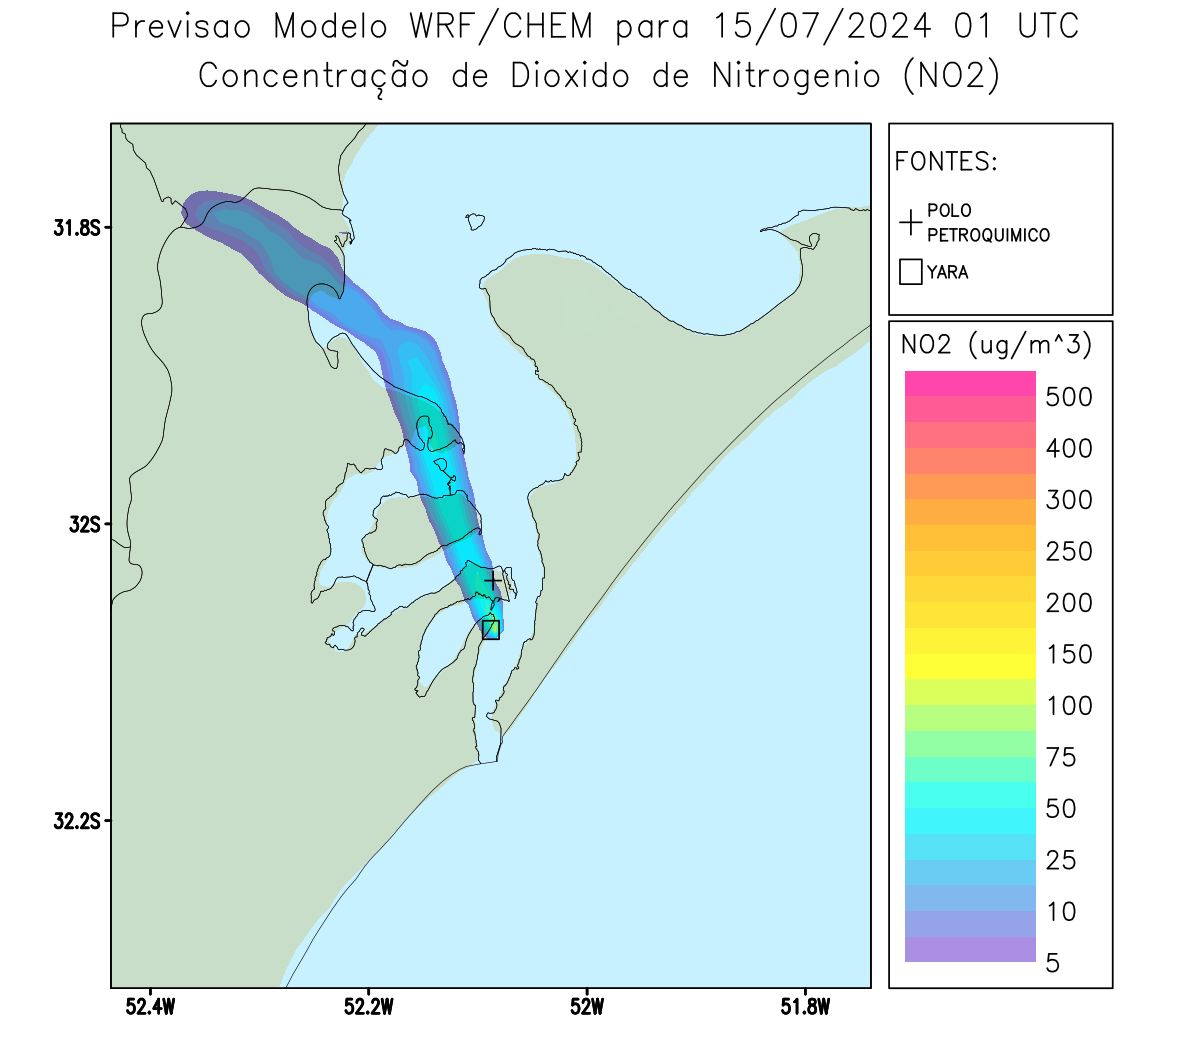 Previsao Modelo WRF/CHEM para 15/07/2024 01 UTC
Concentração de Dioxido de Nitrogenio (NO2)
FONTES:
POLO
PETROQUIMICO
YARA
NO2 (ug/m^3)
500
400
300
250
200
150
100
75
50
25
10
5
31.8S
32S
32.2S
52.4W
52.2W
52W
51.8W